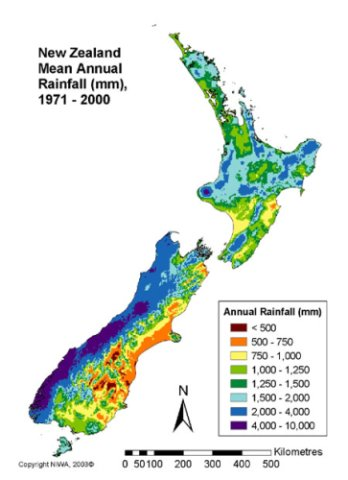 New Zealand
Mean Annual
Rainfall (mm),
1971 - 2000
Annual Rainfall (mm)
< 500
500 - 750
750 - 1,000
1,000 - 1,250
1,250 - 1,500
1,500 - 2,000
2,000 - 4,000
4,000 - 10,000
N
Kilometres
0 50 100 200 300 400 500
Copyright NIWA, 2003©